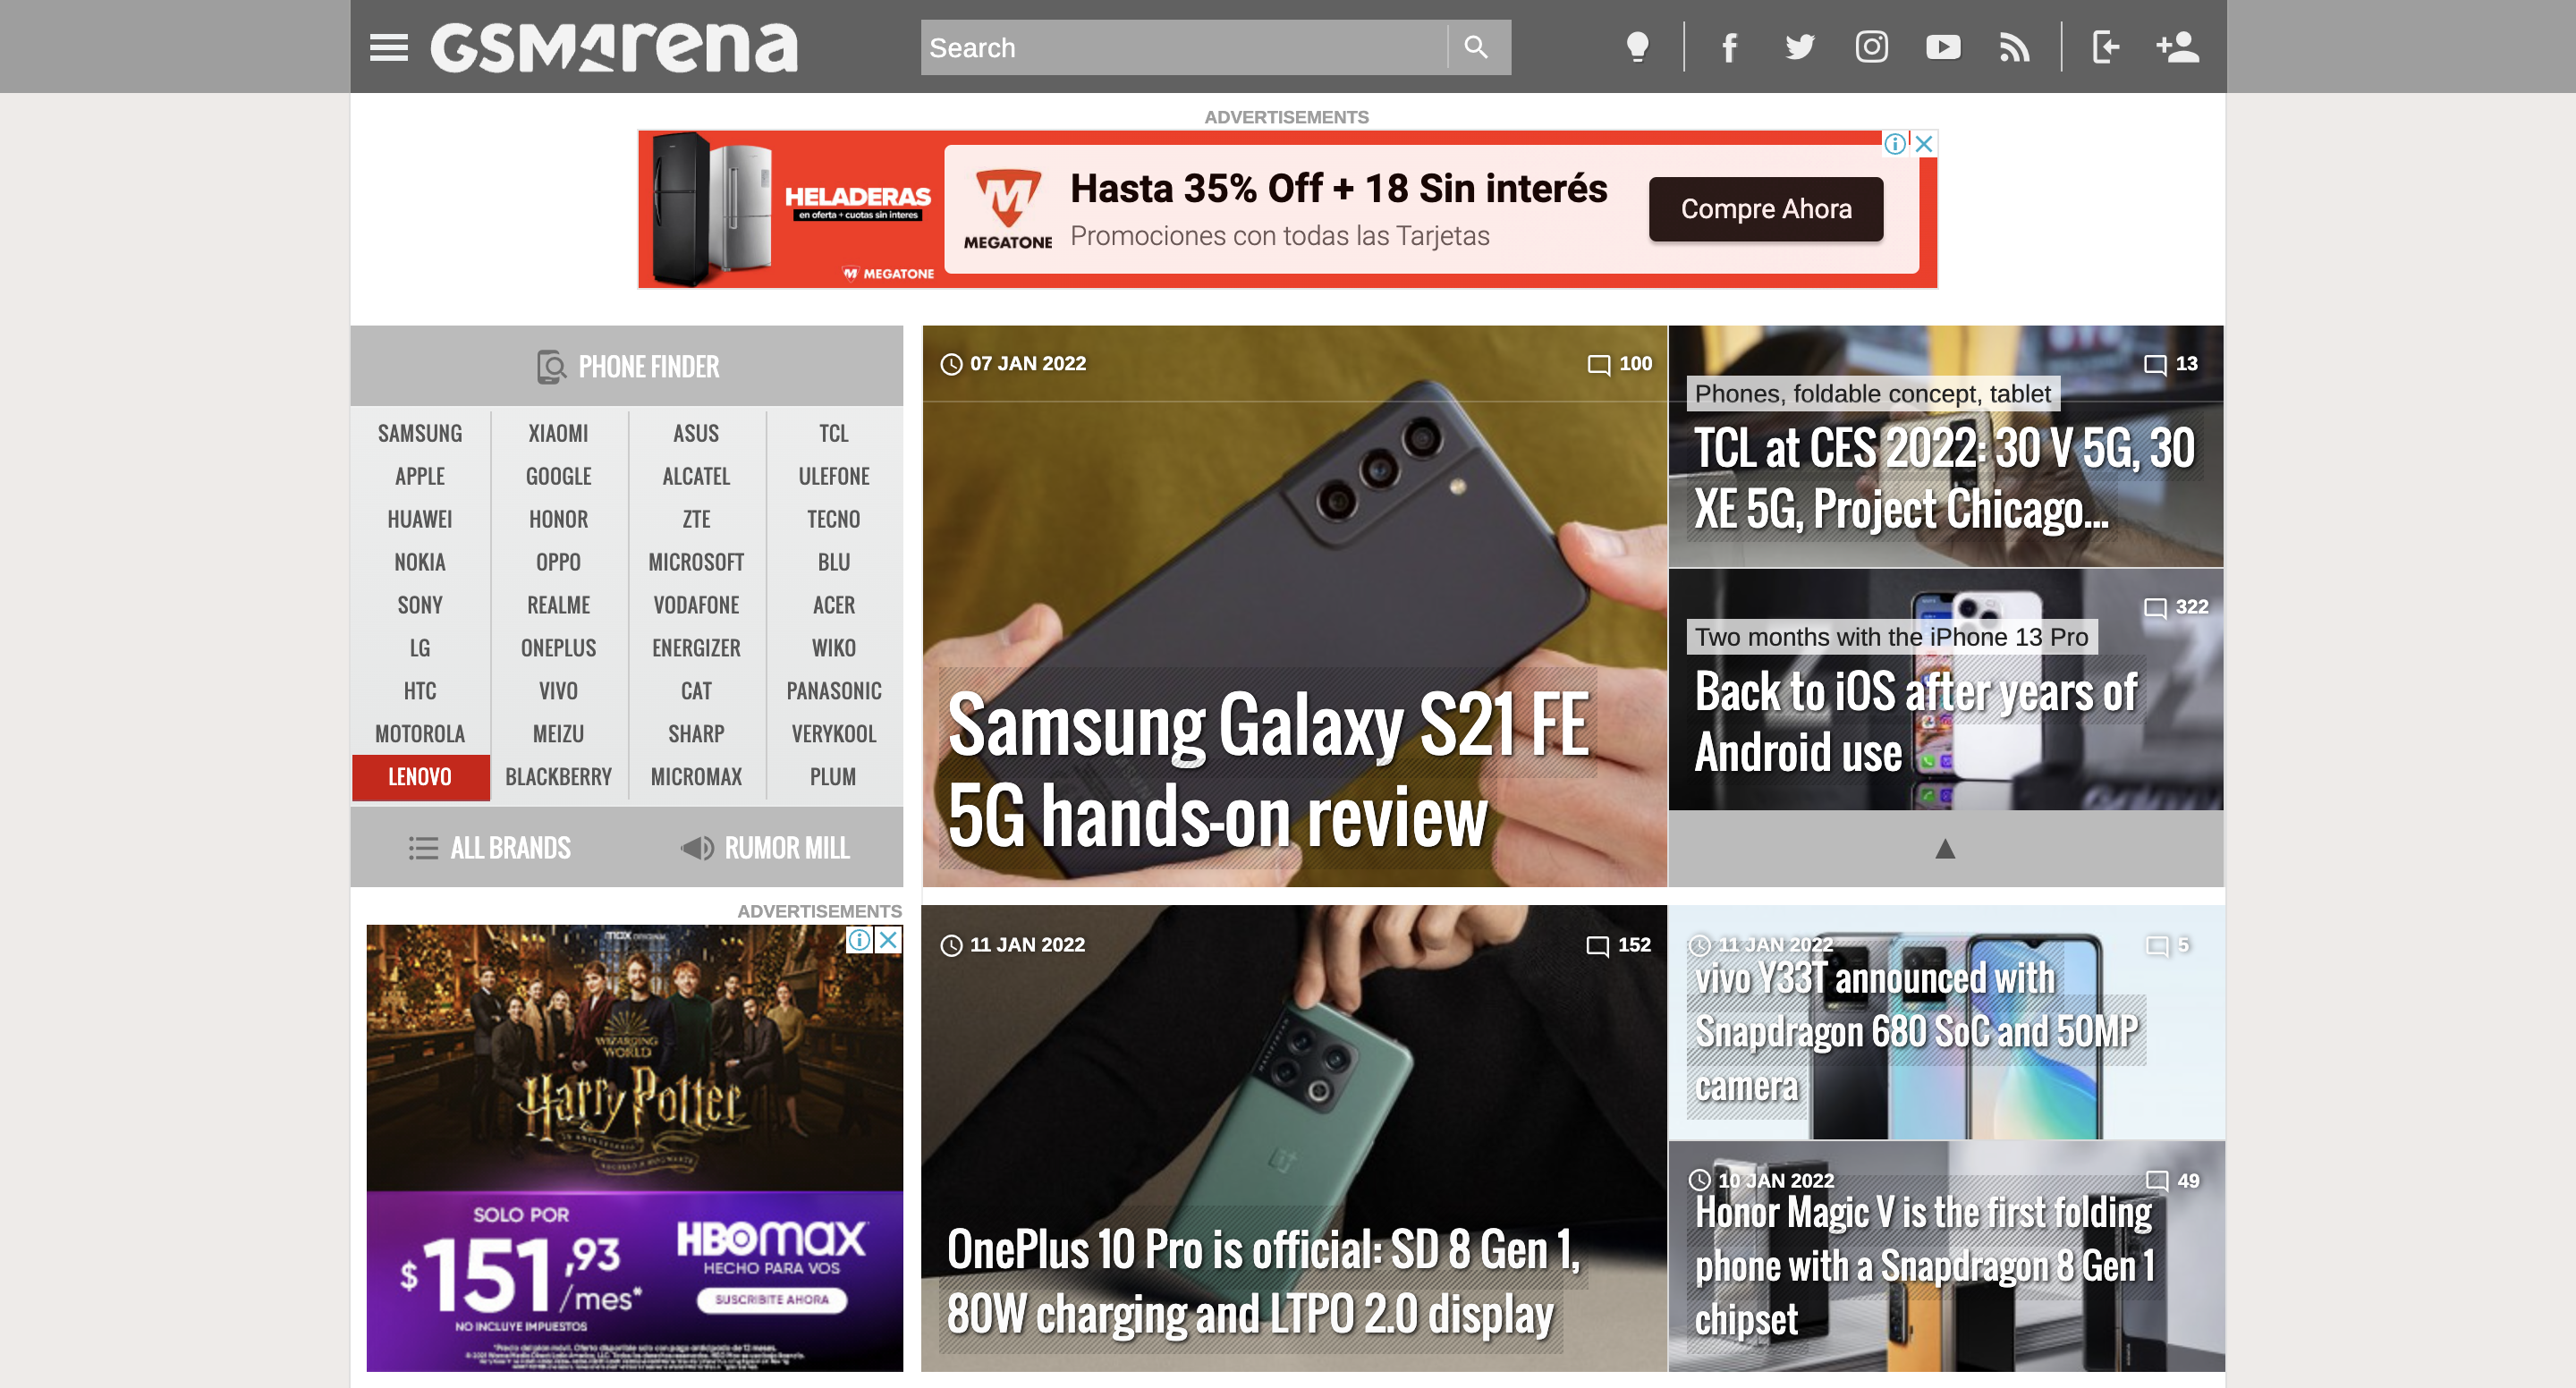 GSMArena
Search
ADVERTISEMENTS
HELADERAS
en oferta + cuotas sin interes
MEGATONE
MEGATONE
Hasta 35% Off + 18 Sin interés
Promociones con todas las Tarjetas
Compre Ahora
PHONE FINDER
SAMSUNG XIAOMI ASUS TCL
APPLE GOOGLE ALCATEL ULEFONE
HUAWEI HONOR ZTE TECNO
NOKIA OPPO MICROSOFT BLU
SONY REALME VODAFONE ACER
LG ONEPLUS ENERGIZER WIKO
HTC VIVO CAT PANASONIC
MOTOROLA MEIZU SHARP VERYKOOL
LENOVO BLACKBERRY MICROMAX PLUM
ALL BRANDS RUMOR MILL
07 JAN 2022 100
Samsung Galaxy S21 FE
5G hands-on review
13
Phones, foldable concept, tablet
TCL at CES 2022: 30 V 5G, 30
XE 5G, Project Chicago...
322
Two months with the iPhone 13 Pro
Back to iOS after years of
Android use
ADVERTISEMENTS
WIZARDING
WORLD
Harry Potter
SOLO POR
$151,93
/mes*
NO INCLUYE IMPUESTOS
HBOmax
HECHO PARA VOS
SUSCRIBITE AHORA
11 JAN 2022 152
OnePlus 10 Pro is official: SD 8 Gen 1,
80W charging and LTPO 2.0 display
11 JAN 2022 5
vivo Y33T announced with
Snapdragon 680 SoC and 50MP
camera
10 JAN 2022 49
Honor Magic V is the first folding
phone with a Snapdragon 8 Gen 1
chipset